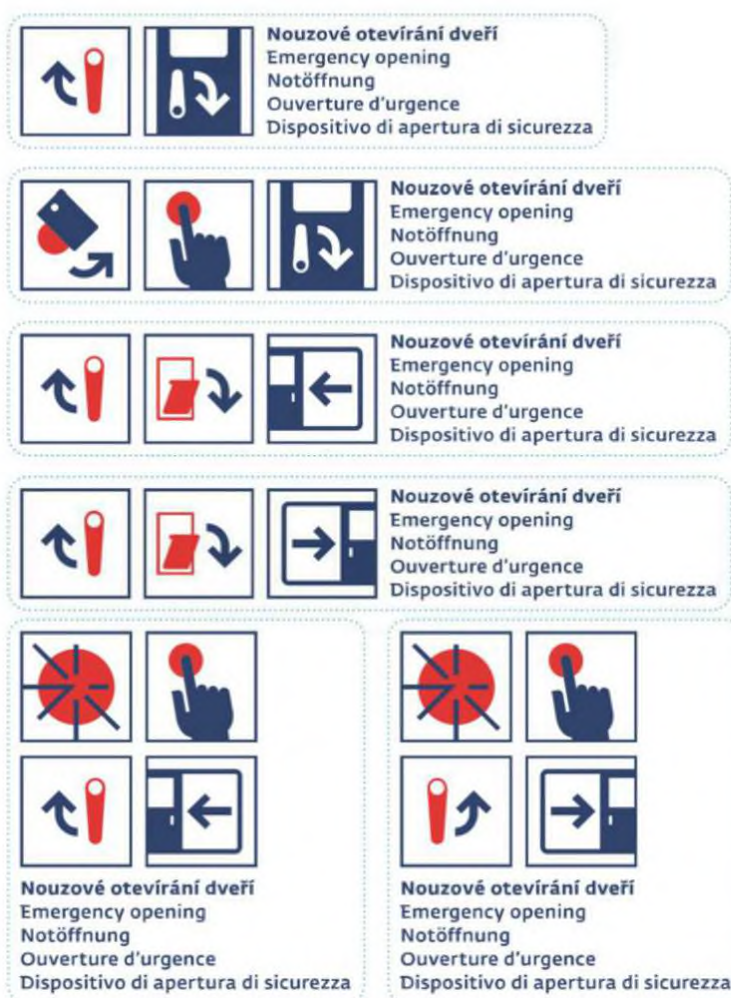 Nouzové otevírání dveří
Emergency opening
Notöffnung
Ouverture d'urgence
Dispositivo di apertura di sicurezza
Nouzové otevírání dveří
Emergency opening
Notöffnung
Ouverture d'urgence
Dispositivo di apertura di sicurezza
Nouzové otevírání dveří
Emergency opening
Notöffnung
Ouverture d'urgence
Dispositivo di apertura di sicurezza
Nouzové otevírání dveří
Emergency opening
Notöffnung
Ouverture d'urgence
Dispositivo di apertura di sicurezza
Nouzové otevírání dveří
Emergency opening
Notöffnung
Ouverture d'urgence
Dispositivo di apertura di sicurezza
Nouzové otevírání dveří
Emergency opening
Notöffnung
Ouverture d'urgence
Dispositivo di apertura di sicurezza